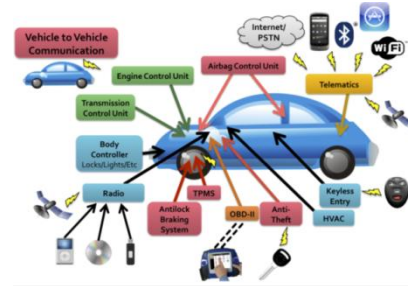 Vehicle to Vehicle
Communication
Internet/
PSTN
WiFi
Engine Control Unit
Airbag Control Unit
Telematics
Transmission
Control Unit
Body
Controller
Locks/Lights/Etc
Radio
TPMS
Antilock
Braking
System
OBD-II
Anti-
Theft
Keyless
Entry
HVAC